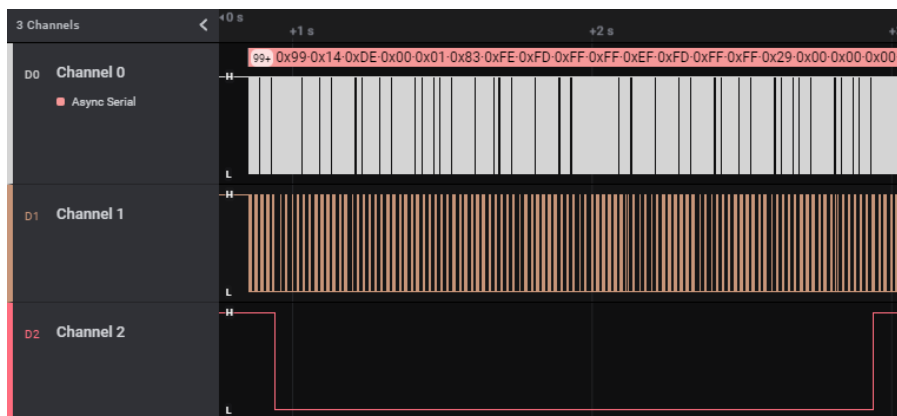 3 Channels
0 s
+1 s
+2 s
+
D0 Channel 0
Async Serial
H
99+ 0x99·0x14·0xDE·0x00·0x01·0x83·0xFE·0xFD·0xFF·0xFF·0xEF·0xFD·0xFF·0xFF·0x29·0x00·0x00·0x00
L
D1 Channel 1
H
L
D2 Channel 2
H
L